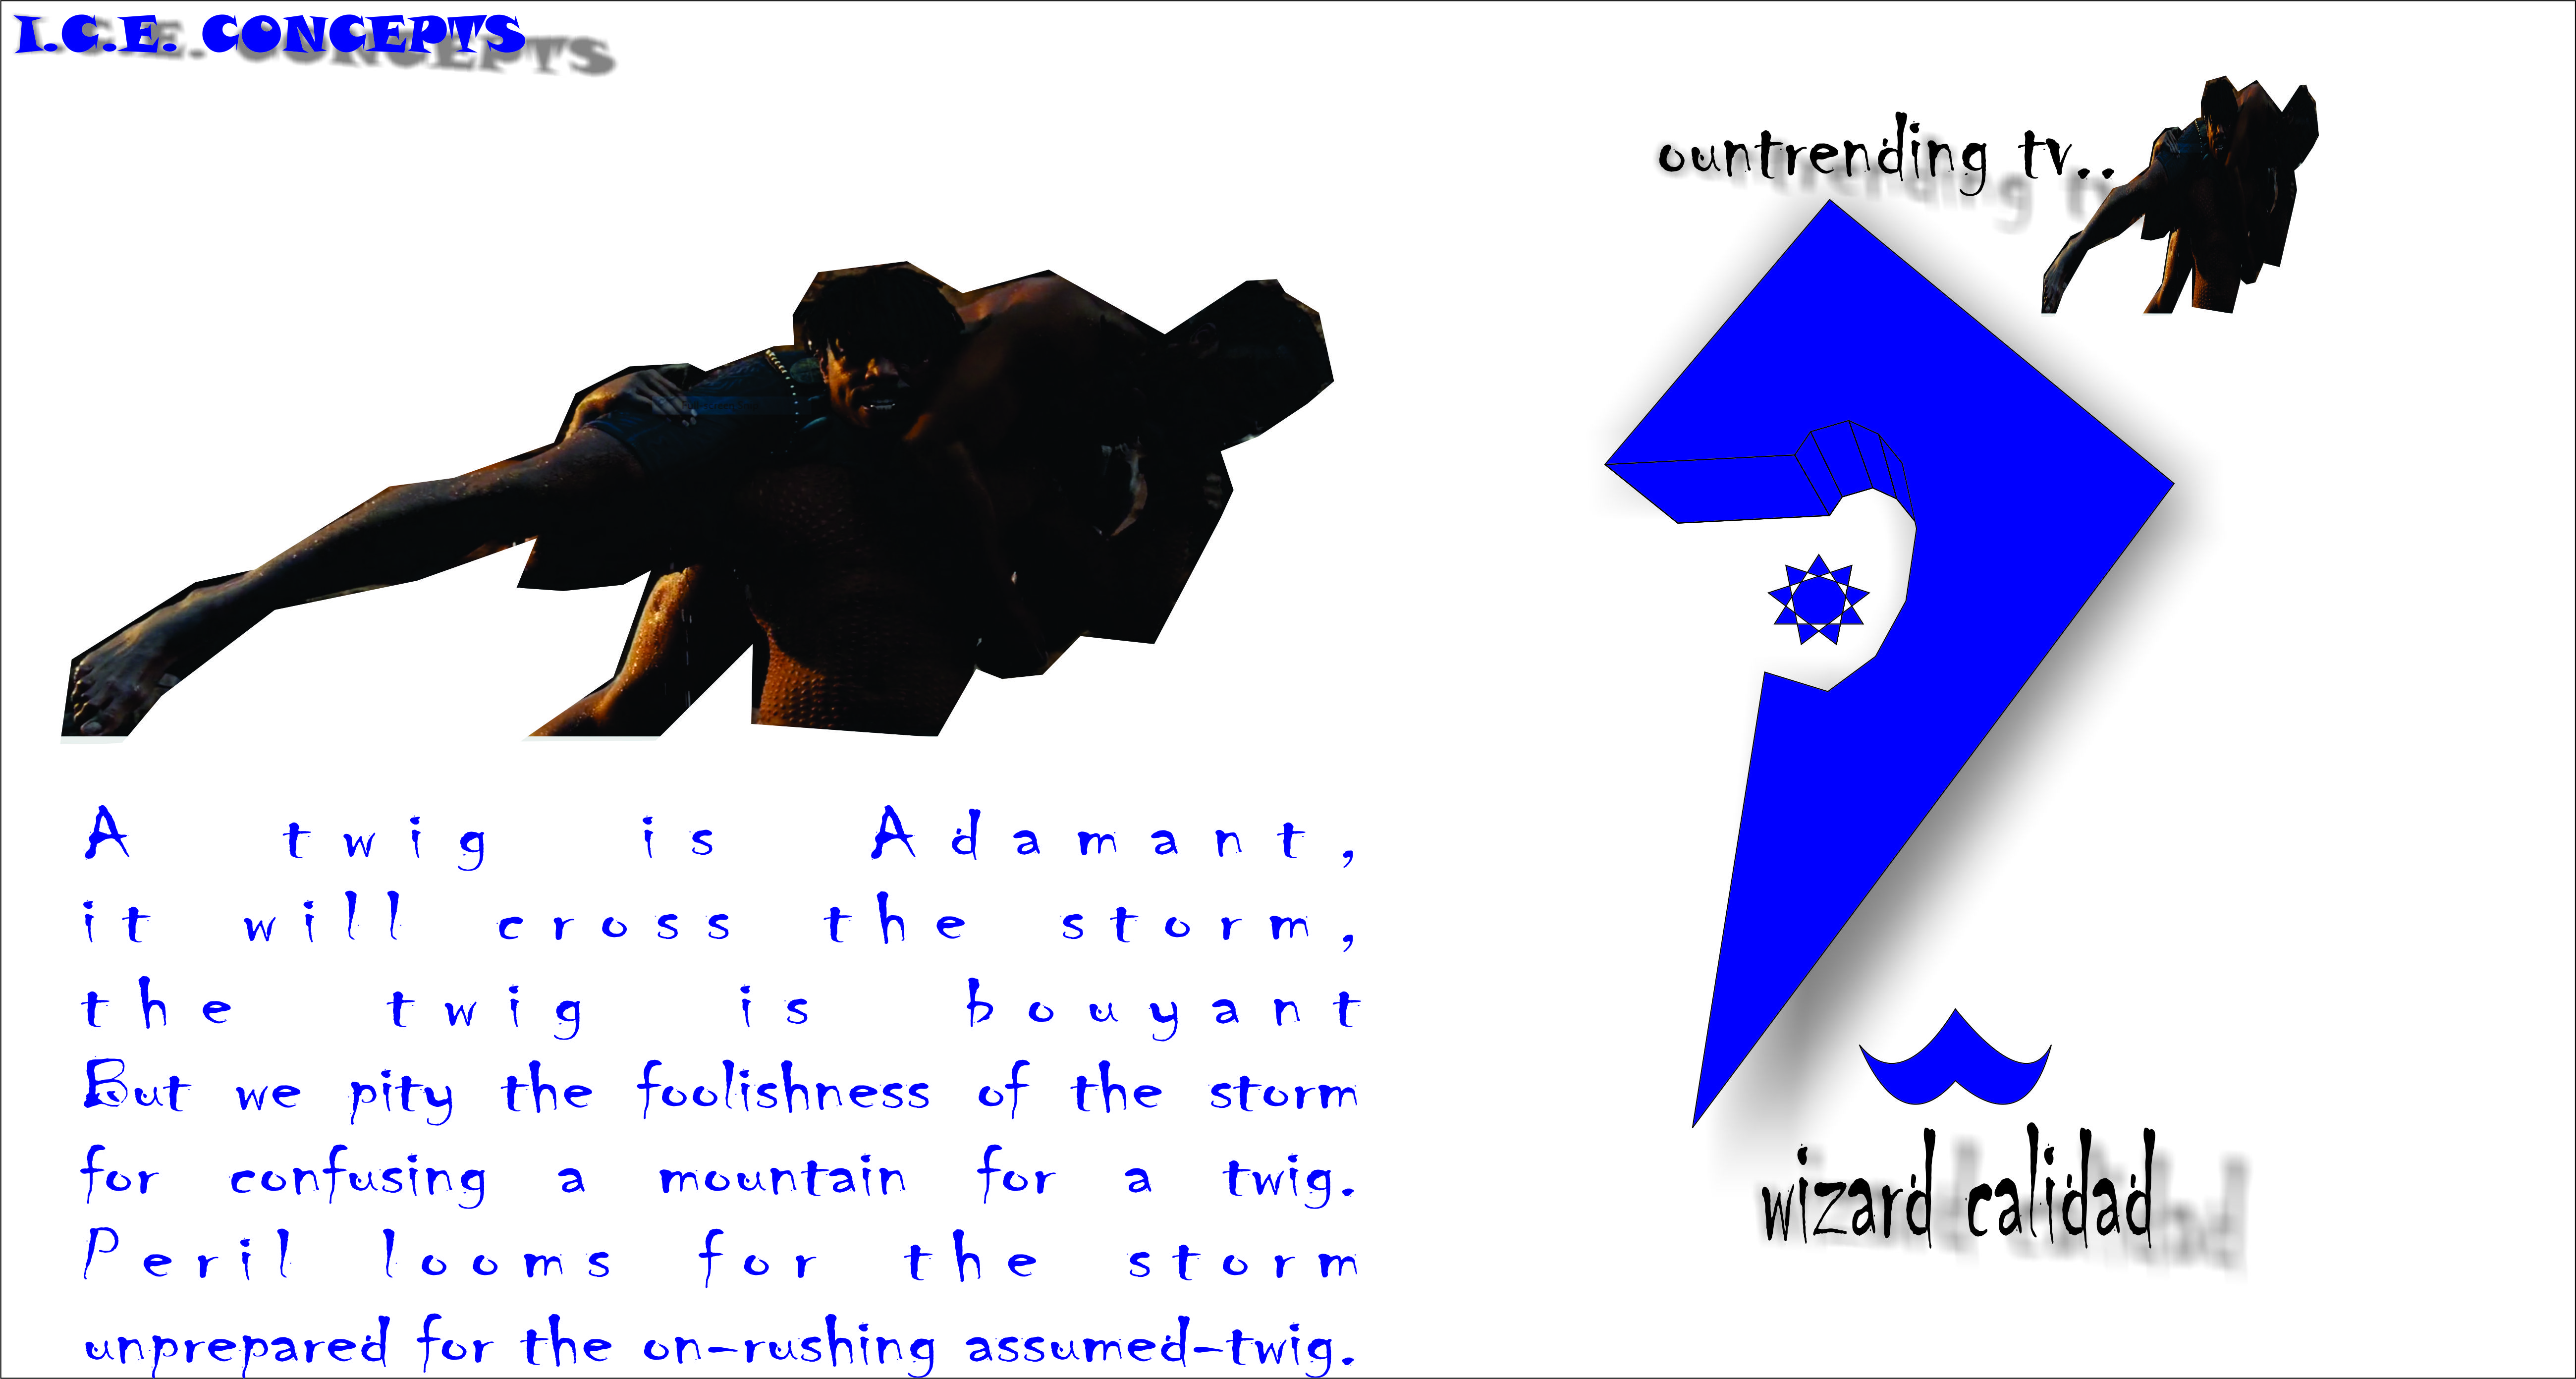 I.C.E. CONCEPTS
ountrending tv..
A twig is Adamant,
it will cross the storm,
the twig is bouyant
But we pity the foolishness of the storm
for confusing a mountain for a twig.
Peril looms for the storm
unprepared for the on-rushing assumed-twig.
wizard calidad